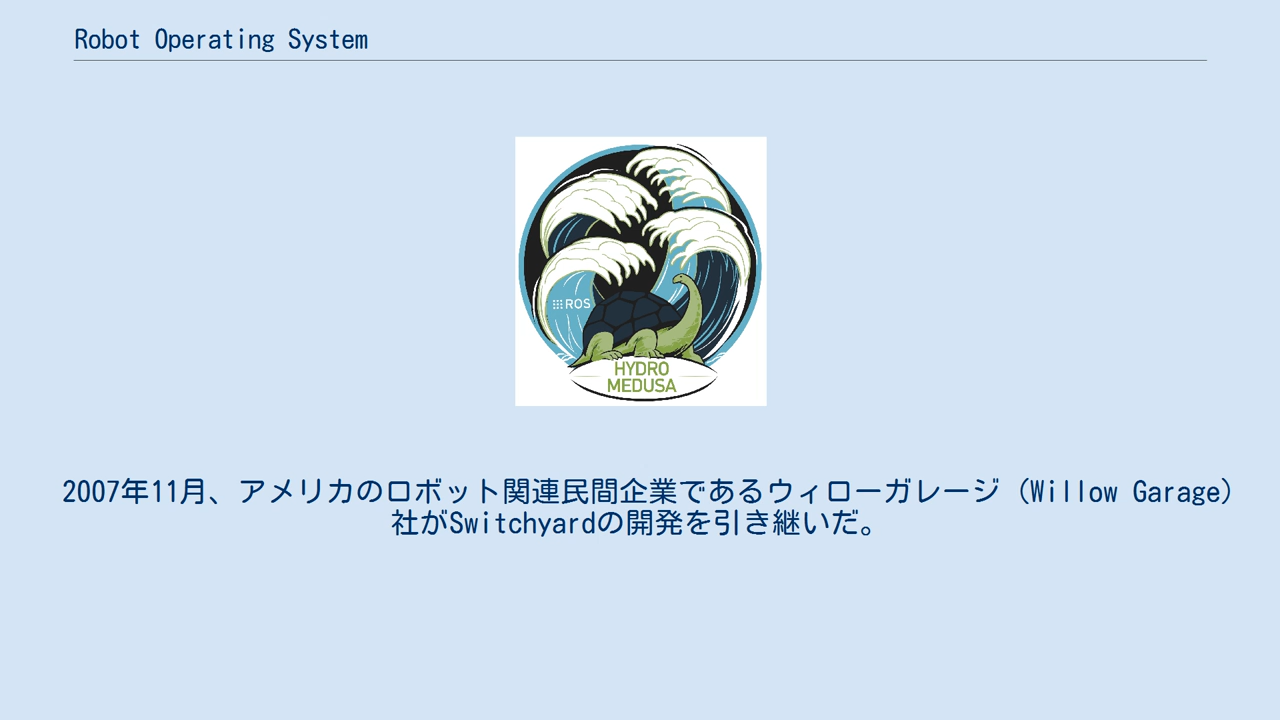 Robot Operating System
ROS
HYDRO
MEDUSA
2007年11月、アメリカのロボット関連民間企業であるウィローガレージ（Willow Garage）
社がSwitchyardの開発を引き継いだ。